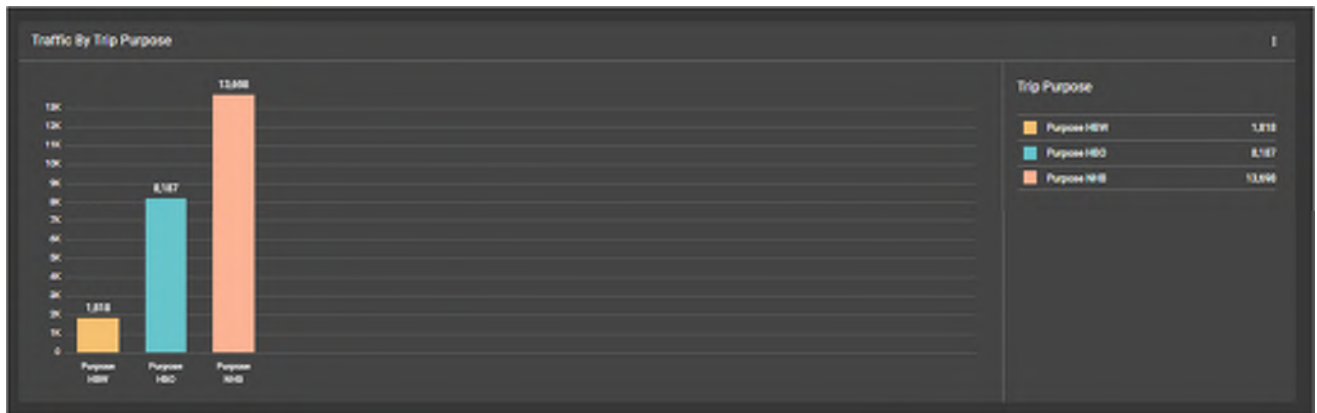 Traffic By Trip Purpose
13,698
13K
12K
11K
10K
9K
8K
7K
6K
5K
4K
3K
2K
1K
0
8,187
1,818
Purpose
HBW
Purpose
HBO
Purpose
NHB
Trip Purpose
Purpose HBW 1,818
Purpose HBO 8,187
Purpose NHB 13,698